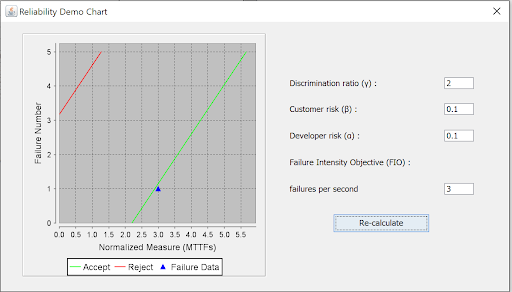 Reliability Demo Chart
Failure Number
5
4
3
2
1
0
0.0 0.5 1.0 1.5 2.0 2.5 3.0 3.5 4.0 4.5 5.0 5.5
Normalized Measure (MTTFs)
Accept Reject Failure Data
Discrimination ratio (γ) : 2
Customer risk (β) : 0.1
Developer risk (α) : 0.1
Failure Intensity Objective (FIO) :
failures per second 3
Re-calculate